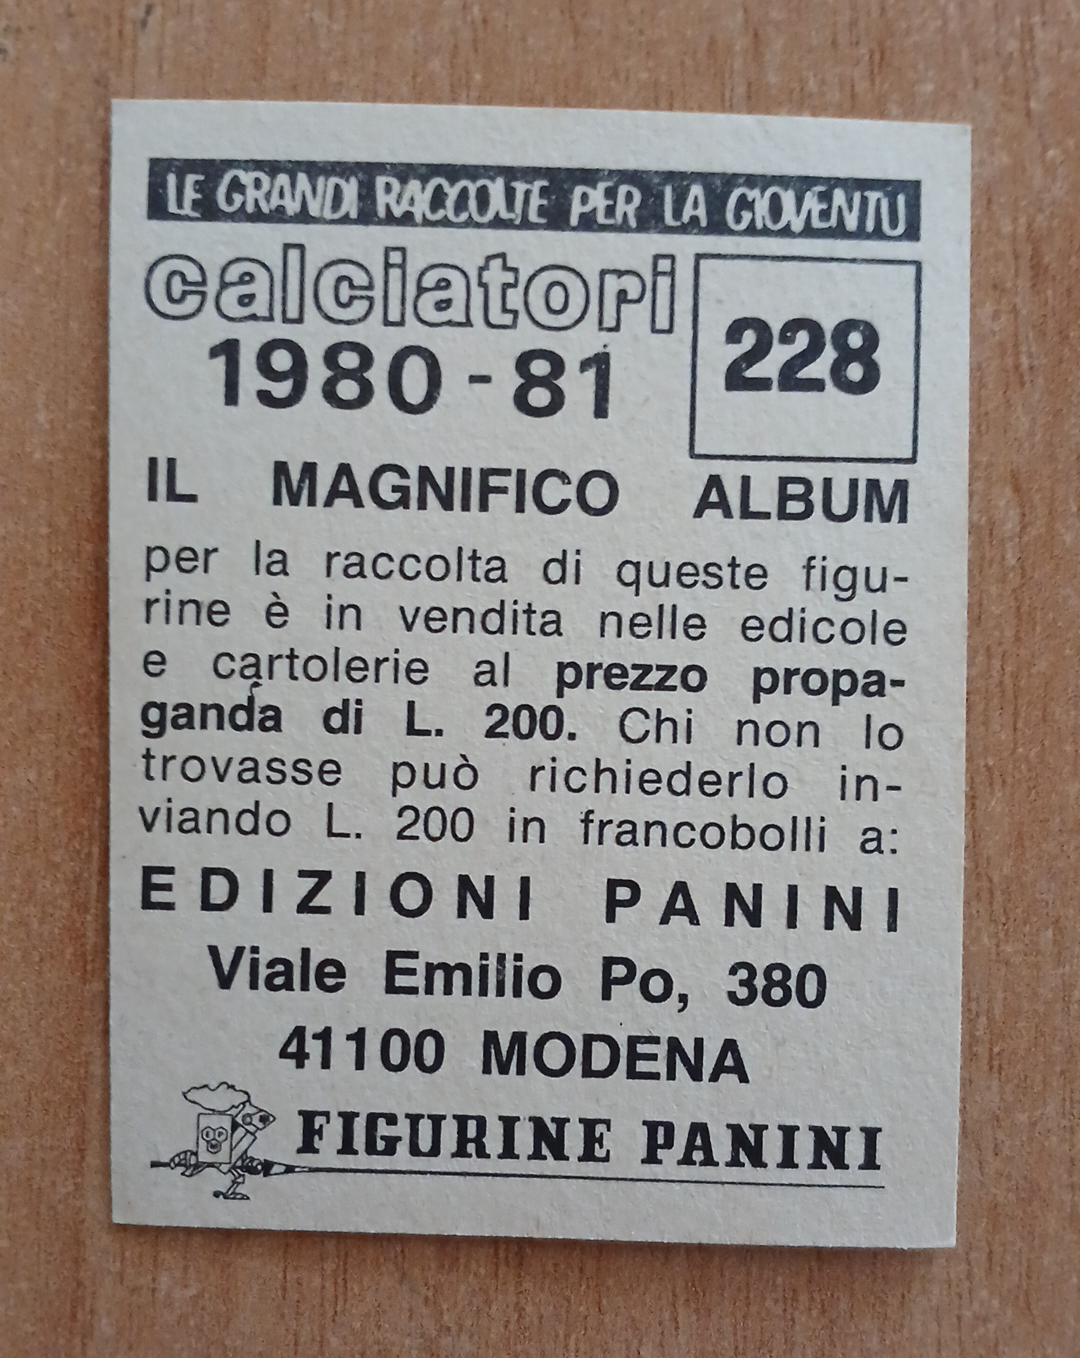 LE GRANDI RACCOLTE PER LA GIOVENTU
calciatori
1980-81
228
IL MAGNIFICO ALBUM
per la raccolta di queste figu-
rine è in vendita nelle edicole
e cartolerie al prezzo propa-
ganda di L. 200. Chi non lo
trovasse può richiederlo in-
viando L. 200 in francobolli a:
EDIZIONI PANINI
Viale Emilio Po, 380
41100 MODENA
FIGURINE PANINI